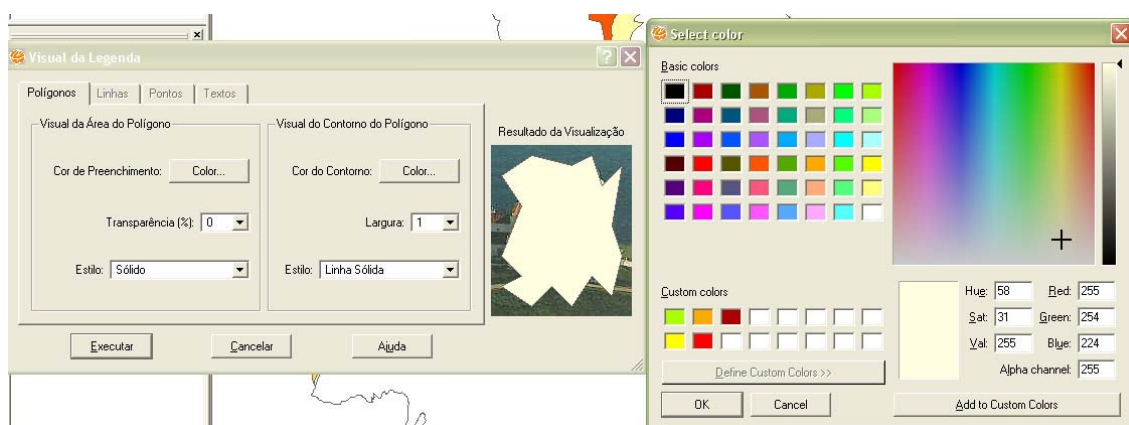 Visual da Legenda
Polígonos Linhas Pontos Textos
Visual da Área do Polígono
Cor de Preenchimento: Color...
Transparência (%): 0
Estilo: Sólido
Visual do Contorno do Polígono
Cor do Contorno: Color...
Largura: 1
Estilo: Linha Sólida
Resultado da Visualização
Executar Cancelar Ajuda
Select color
Basic colors
Custom colors
Define Custom Colors >>
OK Cancel
Hue: 58 Red: 255
Sat: 31 Green: 254
Val: 255 Blue: 224
Alpha channel: 255
Add to Custom Colors